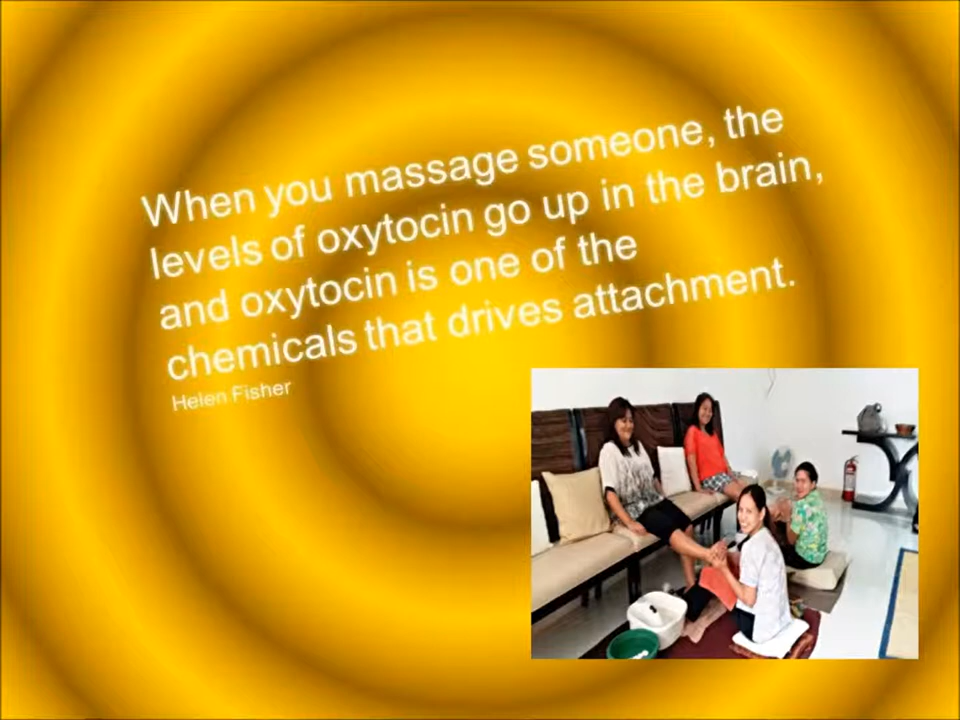 When you massage someone, the
levels of oxytocin go up in the brain,
and oxytocin is one of the
chemicals that drives attachment.
Helen Fisher